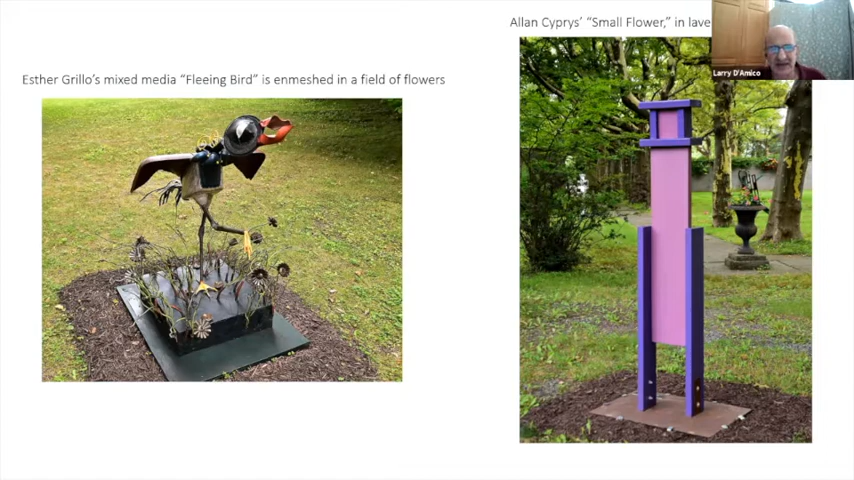 Allan Cyprys’ “Small Flower,” in lave
Larry D'Amico
Esther Grillo’s mixed media “Fleeing Bird” is enmeshed in a field of flowers